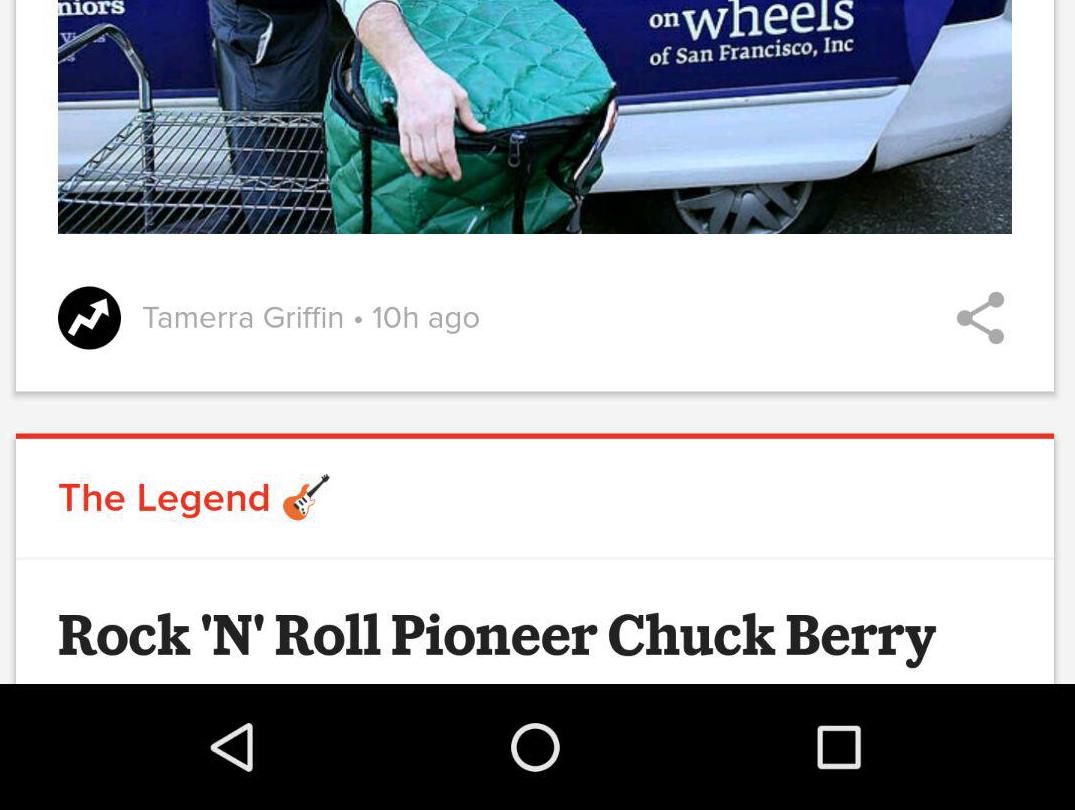 niors
on wheels
of San Francisco, Inc
Tamerra Griffin • 10h ago
The Legend
Rock 'N' Roll Pioneer Chuck Berry